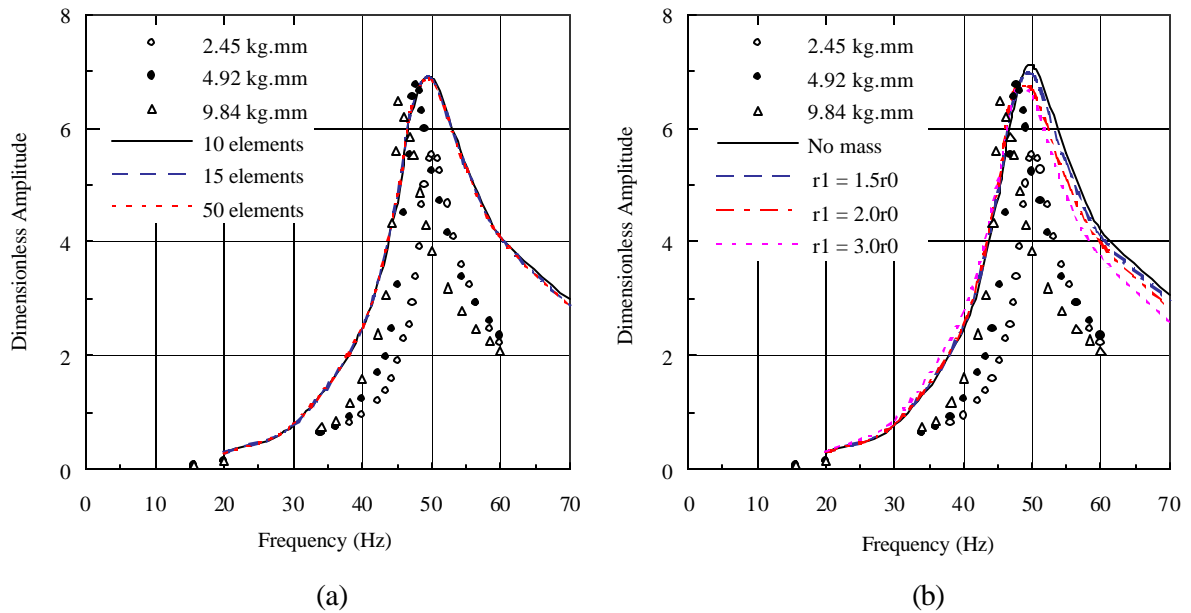 8
6
4
2
0
Dimensionless Amplitude
2.45 kg.mm
4.92 kg.mm
9.84 kg.mm
10 elements
15 elements
50 elements
0 10 20 30 40 50 60 70
Frequency (Hz)
(a)
8
6
4
2
0
Dimensionless Amplitude
2.45 kg.mm
4.92 kg.mm
9.84 kg.mm
No mass
r1 = 1.5r0
r1 = 2.0r0
r1 = 3.0r0
0 10 20 30 40 50 60 70
Frequency (Hz)
(b)